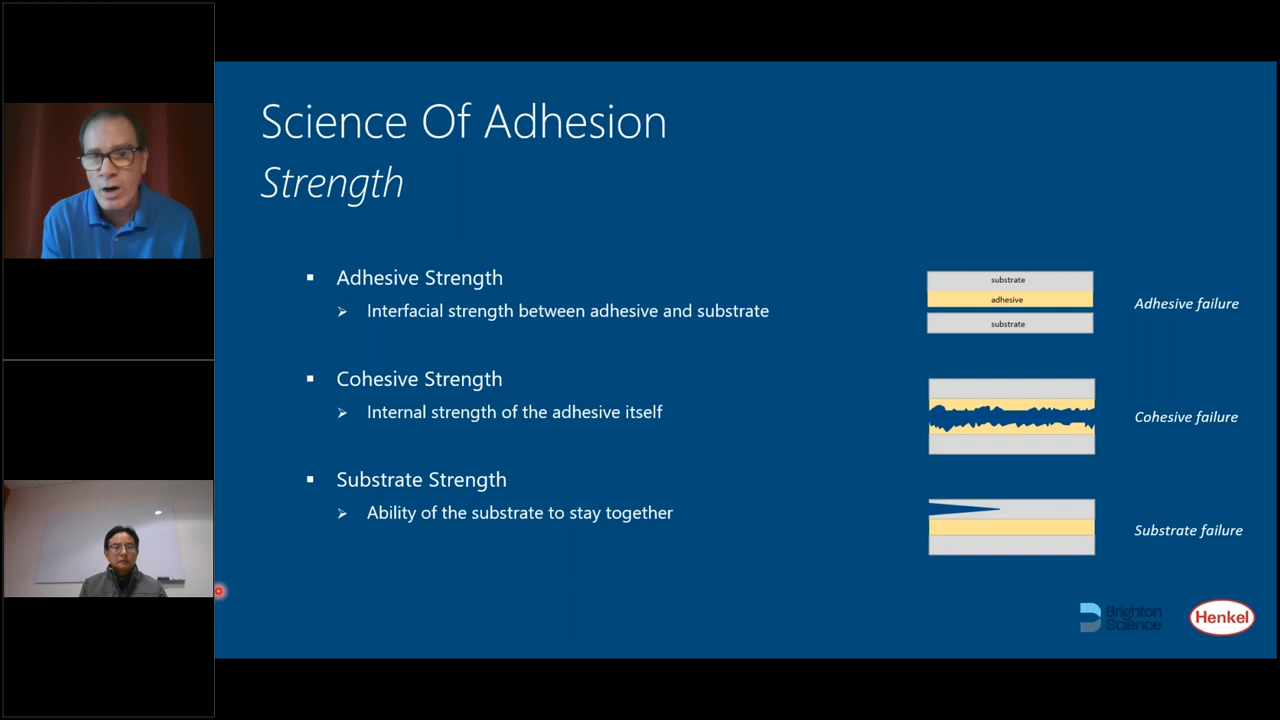 Science Of Adhesion
Strength
Adhesive Strength
Interfacial strength between adhesive and substrate
Cohesive Strength
Internal strength of the adhesive itself
Substrate Strength
Ability of the substrate to stay together
substrate
adhesive
substrate
Adhesive failure
Cohesive failure
Substrate failure
Brighton
Science
Henkel